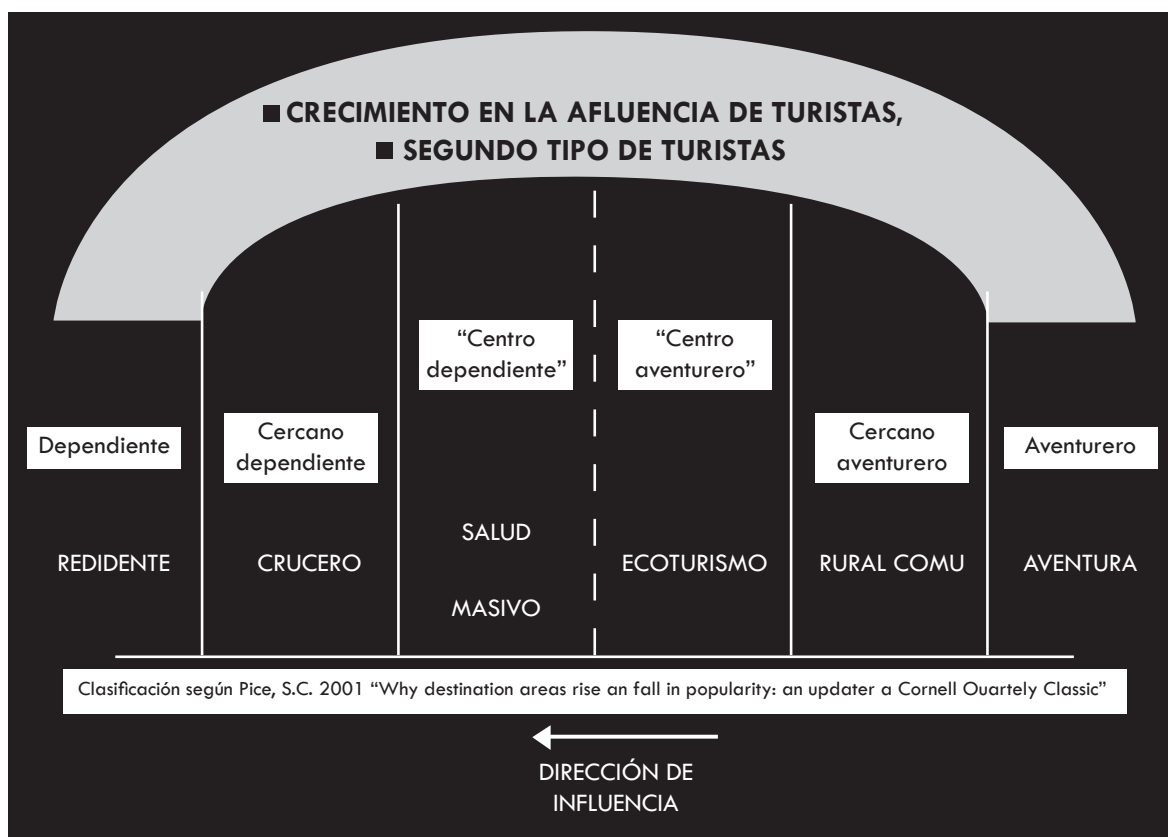 ■ CRECIMIENTO EN LA AFLUENCIA DE TURISTAS,
■ SEGUNDO TIPO DE TURISTAS
“Centro
dependiente”
“Centro
aventurero”
Dependiente
Cercano
dependiente
Cercano
aventurero
Aventurero
REDIDENTE
CRUCERO
SALUD
MASIVO
ECOTURISMO
RURAL COMU
AVENTURA
Clasificación según Pice, S.C. 2001 “Why destination areas rise an fall in popularity: an updater a Cornell Ouartely Classic”
DIRECCIÓN DE
INFLUENCIA